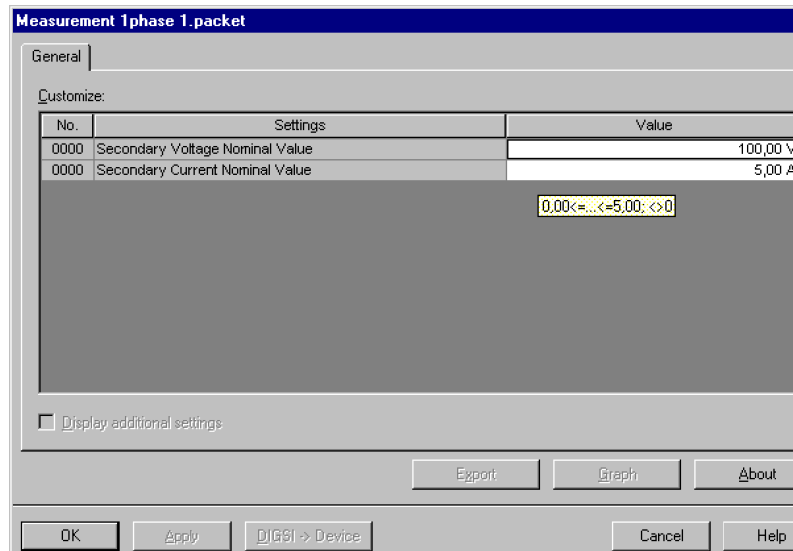 Measurement 1phase 1.packet
General
Customize:
No. Settings Value
0000 Secondary Voltage Nominal Value 100,00 V
0000 Secondary Current Nominal Value 5,00 A
0,00<=...<=5,00; <>0
Display additional settings
Export Graph About
OK Apply DIGSI -> Device Cancel Help